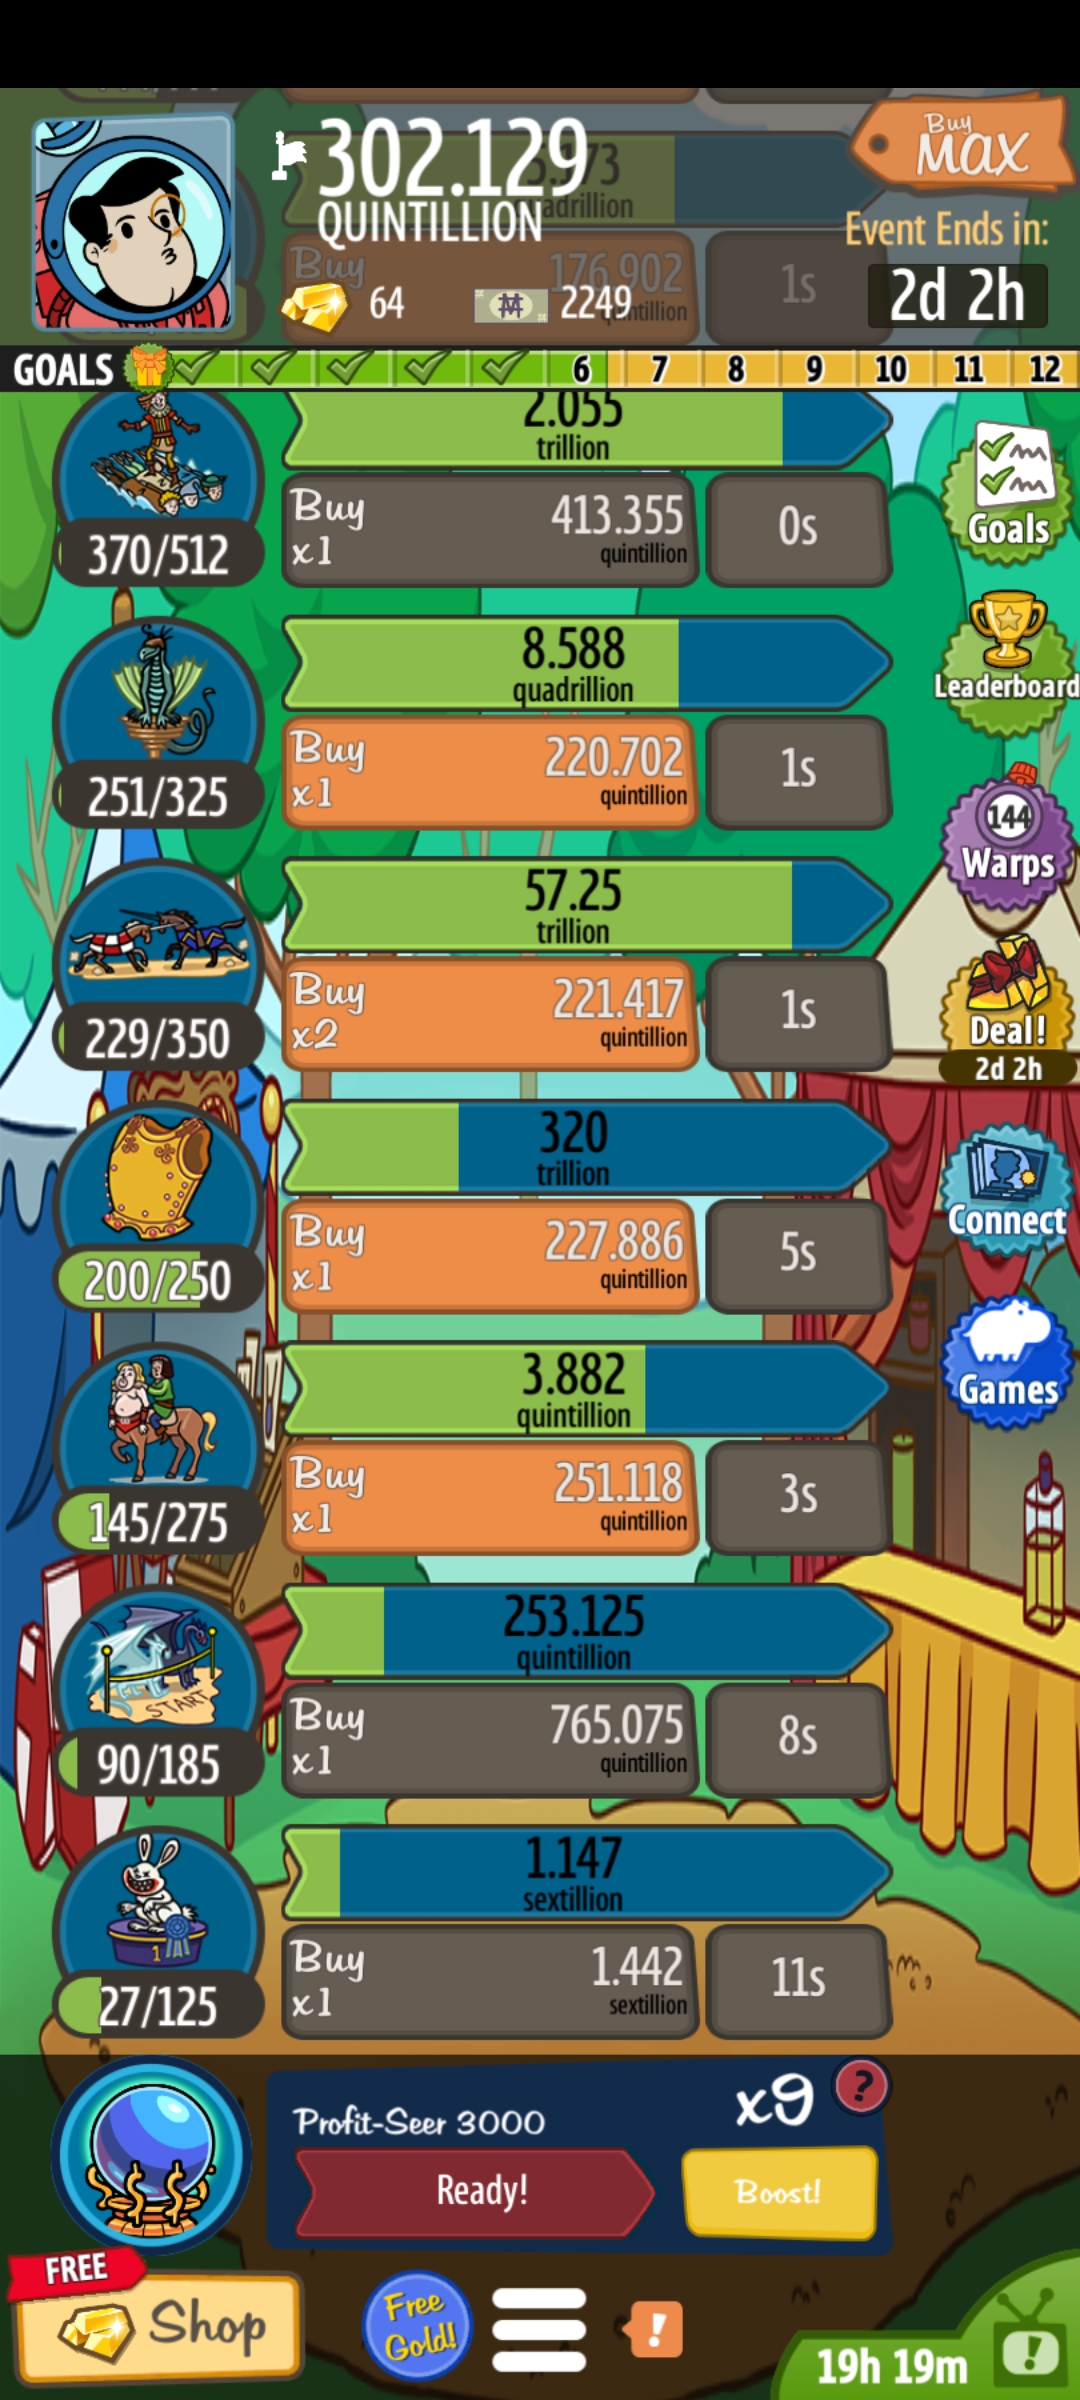 302.129
QUINTILLION
Buy
MAX
Event Ends in:
2d 2h
64
2249
Buy
176.902
1s
GOALS 6 7 8 9 10 11 12
2.055
trillion
370/512
Buy
x1
413.355
quintillion
0s
Goals
8.588
quadrillion
251/325
Buy
x1
220.702
quintillion
1s
Leaderboard
144
Warps
57.25
trillion
229/350
Buy
x2
221.417
quintillion
1s
Deal!
2d 2h
320
trillion
200/250
Buy
x1
227.886
quintillion
5s
Connect
3.882
quintillion
145/275
Buy
x1
251.118
quintillion
3s
Games
253.125
quintillion
START
90/185
Buy
x1
765.075
quintillion
8s
1.147
sextillion
1
27/125
Buy
x1
1.442
sextillion
11s
Profit-Seer 3000
x9
?
Ready!
Boost!
FREE
Shop
Free
Gold!
!
19h 19m
!